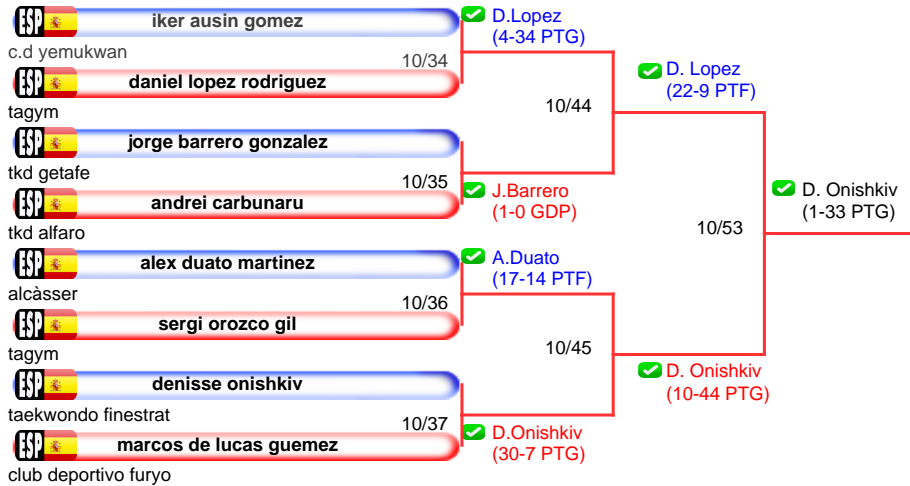 ESP
iker ausin gomez
c.d yemukwan
10/34
ESP
daniel lopez rodriguez
tagym
ESP
jorge barrero gonzalez
tkd getafe
10/35
ESP
andrei carbunaru
tkd alfaro
ESP
alex duato martinez
alcàsser
10/36
ESP
sergi orozco gil
tagym
ESP
denisse onishkiv
taekwondo finestrat
10/37
ESP
marcos de lucas guemez
club deportivo furyo
D.Lopez
(4-34 PTG)
10/44
J.Barrero
(1-0 GDP)
A.Duato
(17-14 PTF)
10/45
D.Onishkiv
(30-7 PTG)
D. Lopez
(22-9 PTF)
10/53
D. Onishkiv
(10-44 PTG)
D. Onishkiv
(1-33 PTG)